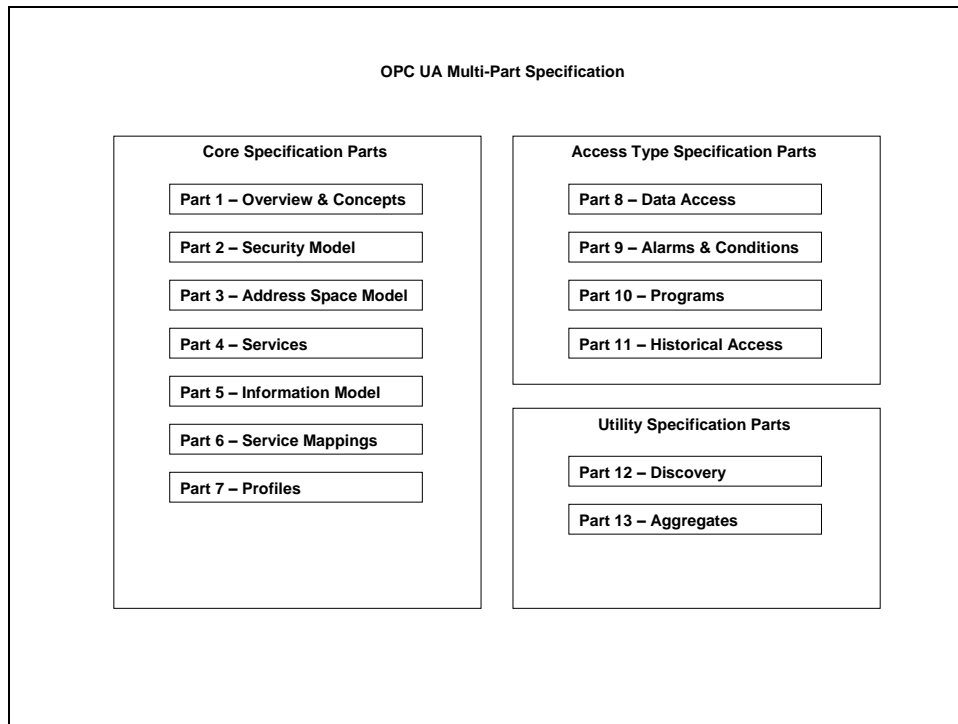 OPC UA Multi-Part Specification
Core Specification Parts
Part 1 – Overview & Concepts
Part 2 – Security Model
Part 3 – Address Space Model
Part 4 – Services
Part 5 – Information Model
Part 6 – Service Mappings
Part 7 – Profiles
Access Type Specification Parts
Part 8 – Data Access
Part 9 – Alarms & Conditions
Part 10 – Programs
Part 11 – Historical Access
Utility Specification Parts
Part 12 – Discovery
Part 13 – Aggregates